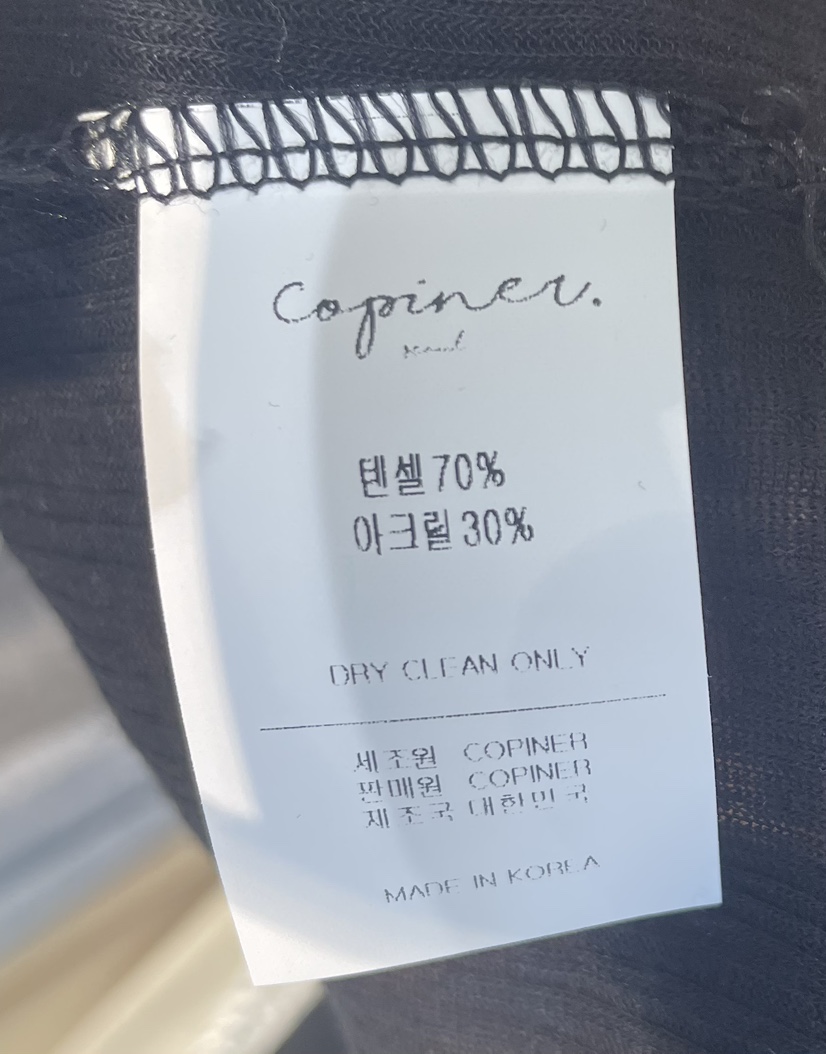 Copiner.
텐셀 70%
아크릴 30%
DRY CLEAN ONLY
제조원 COPINER
판매원 COPINER
제조국 대한민국
MADE IN KOREA